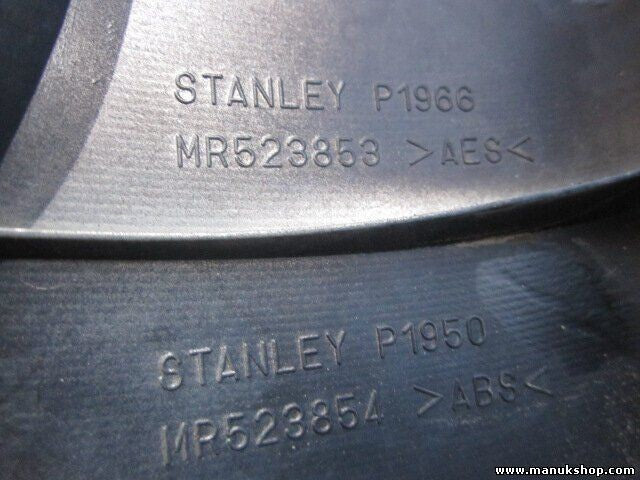 STANLEY P1966
MR523853 >AES<
STANLEY P1950
MR523854 >ABS<
www.manukshop.com